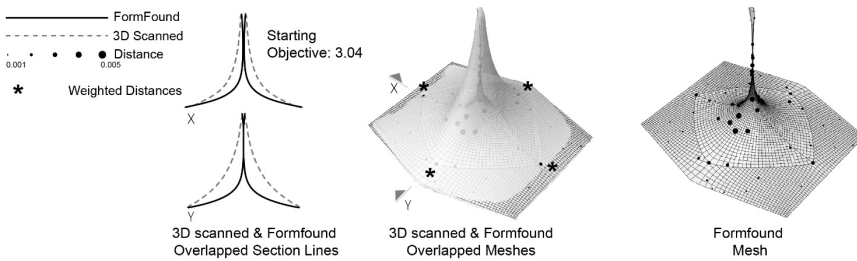 FormFound
3D Scanned
Distance
0.001
0.005
* Weighted Distances
Starting
Objective: 3.04
X
Y
X
Y
3D scanned & Formfound
Overlapped Section Lines
3D scanned & Formfound
Overlapped Meshes
Formfound
Mesh